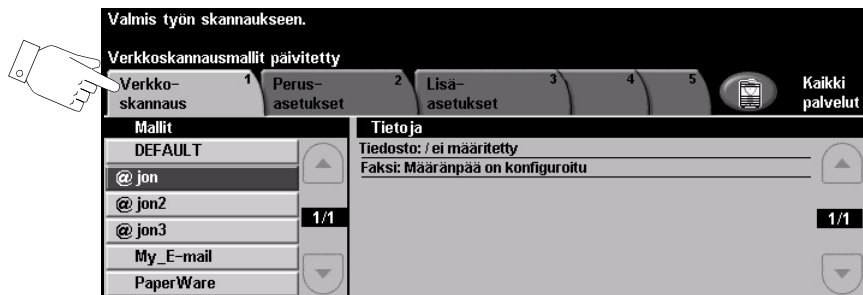 Valmis työn skannaukseen.
Verkkoskannausmallit päivitetty
Verkko-
skannaus
1
Perus-
asetukset
2
Lisä-
asetukset
3
4
5
Kaikki
palvelut
Mallit
DEFAULT
@ jon
@ jon2
@ jon3
My_E-mail
PaperWare
1/1
Tietoja
Tiedosto: / ei määritetty
Faksi: Määränpää on konfiguroitu
1/1